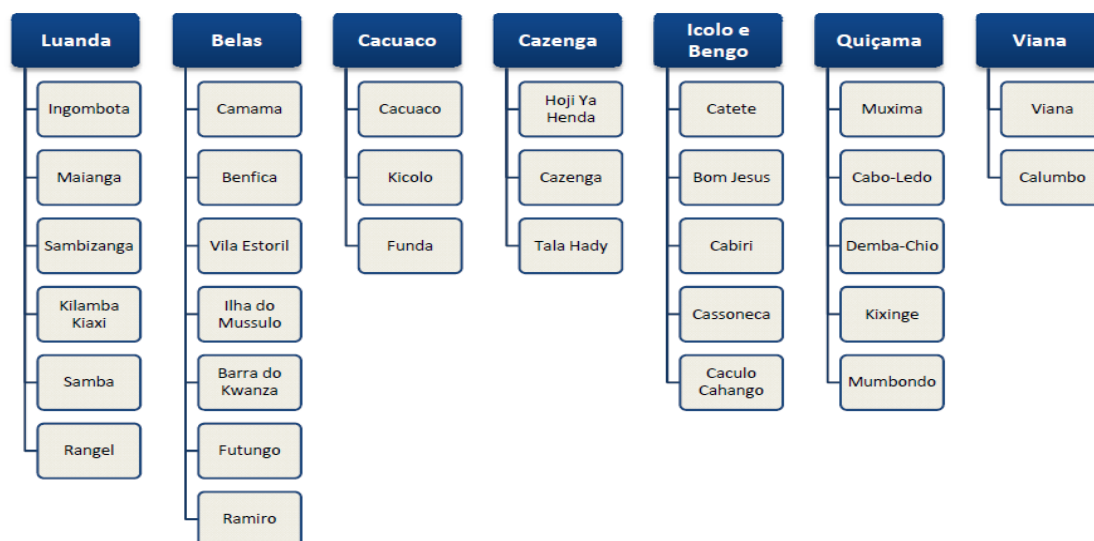 Luanda
Ingombota
Maianga
Sambizanga
Kilamba
Kiaxi
Samba
Rangel
Belas
Camama
Benfica
Vila Estoril
Ilha do
Mussulo
Barra do
Kwanza
Futungo
Ramiro
Cacuaco
Cacuaco
Kicolo
Funda
Cazenga
Hoji Ya
Henda
Cazenga
Tala Hady
Icolo e
Bengo
Catete
Bom Jesus
Cabiri
Cassoneca
Caculo
Cahango
Quiçama
Muxima
Cabo-Ledo
Demba-Chio
Kixinge
Mumbondo
Viana
Viana
Calumbo